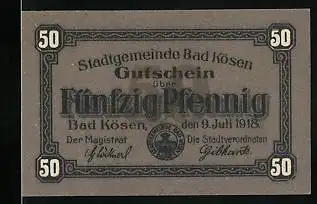 50 50
Stadtgemeinde Bad Kösen
Gutschein
über
Fünfzig Pfennig
Bad Kösen, den 9. Juli 1918.
Der Magistrat Die Stadtverordneten
50 50